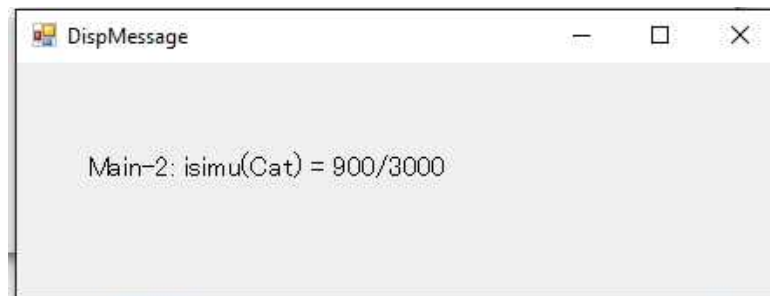 DispMessage
Main-2: isimu(Cat) = 900/3000